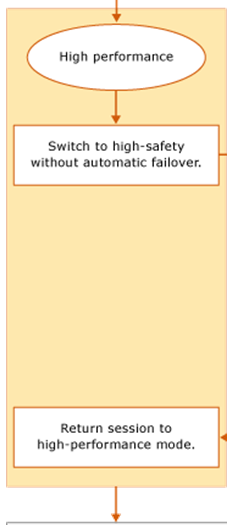 High performance
Switch to high-safety
without automatic failover.
Return session to
high-performance mode.